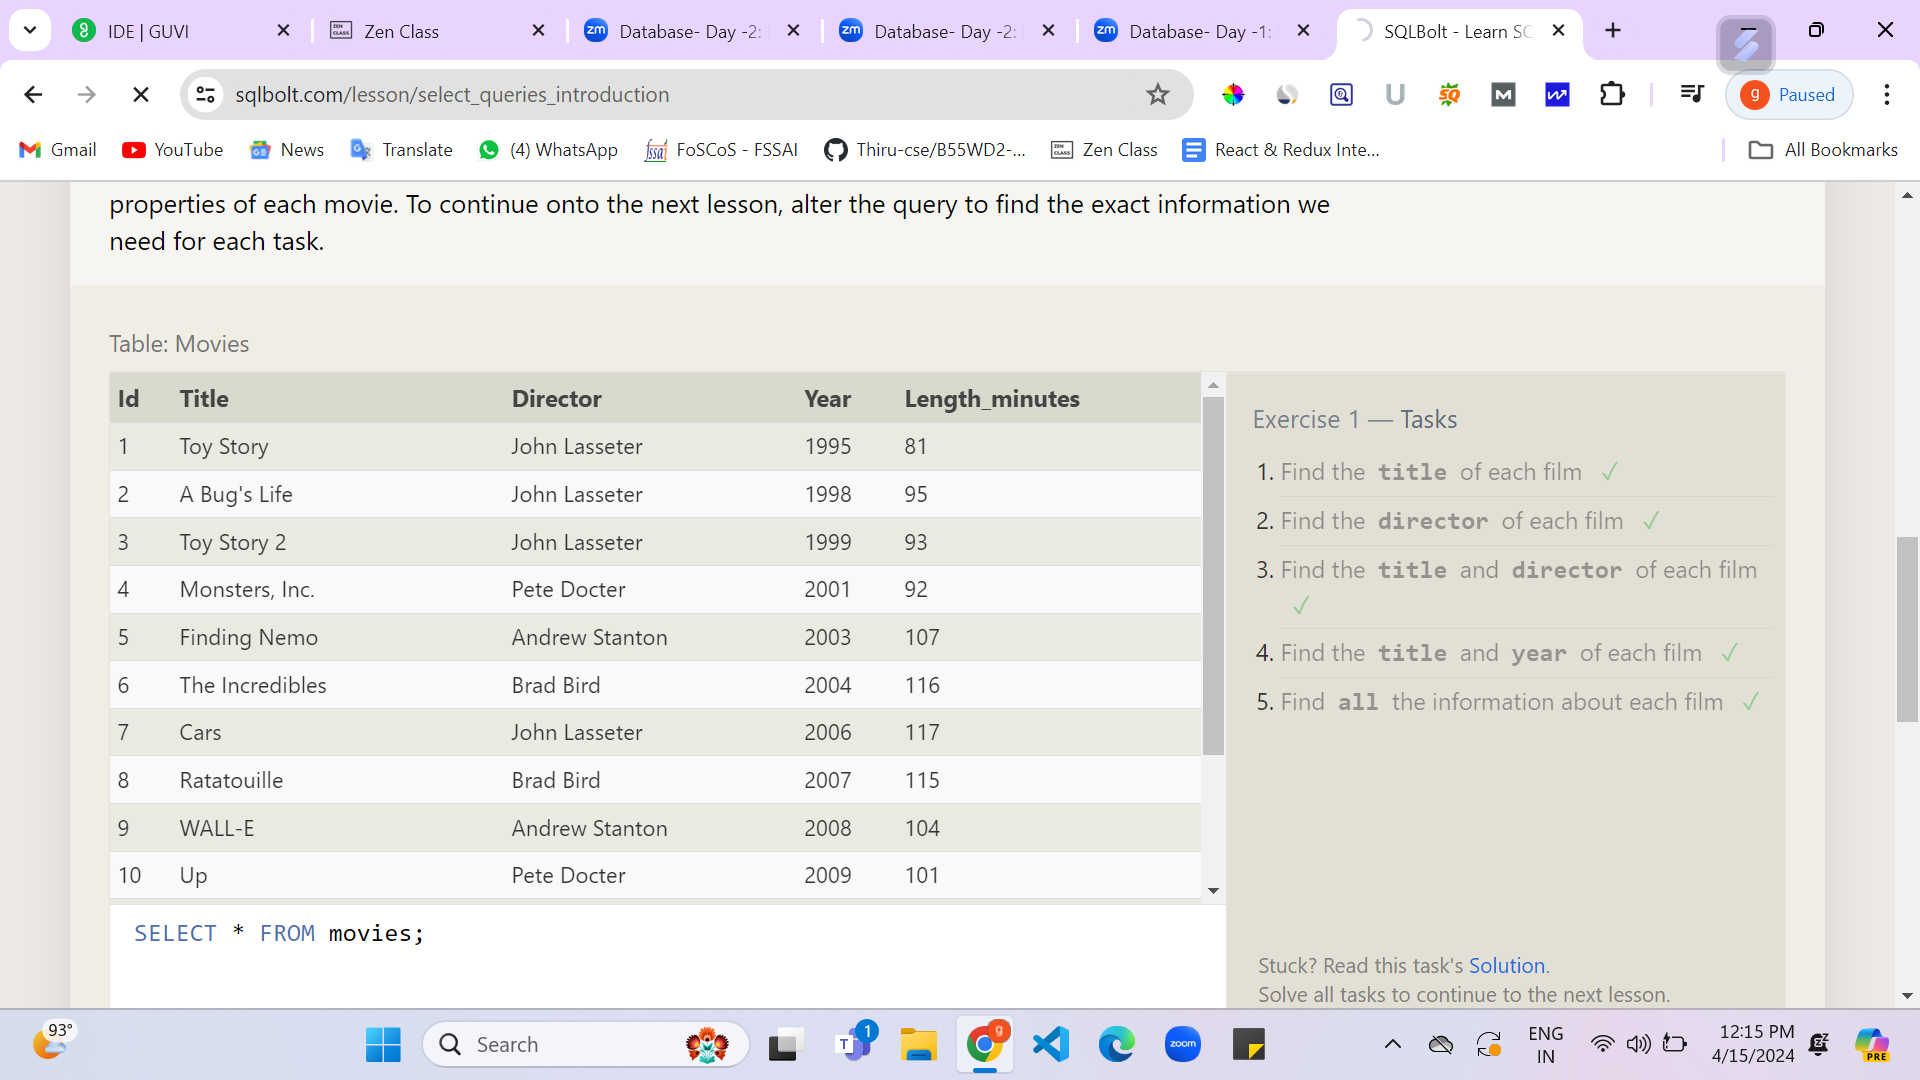 IDE | GUVI
Zen Class
Database- Day -2:
Database- Day -2:
Database- Day -1:
SQLBolt - Learn SC
sqlbolt.com/lesson/select_queries_introduction
Paused
Gmail
YouTube
News
Translate
(4) WhatsApp
FoSCoS - FSSAI
Thiru-cse/B55WD2-...
Zen Class
React & Redux Inte...
All Bookmarks
properties of each movie. To continue onto the next lesson, alter the query to find the exact information we
need for each task.
Table: Movies
Id Title Director Year Length_minutes
1 Toy Story John Lasseter 1995 81
2 A Bug's Life John Lasseter 1998 95
3 Toy Story 2 John Lasseter 1999 93
4 Monsters, Inc. Pete Docter 2001 92
5 Finding Nemo Andrew Stanton 2003 107
6 The Incredibles Brad Bird 2004 116
7 Cars John Lasseter 2006 117
8 Ratatouille Brad Bird 2007 115
9 WALL-E Andrew Stanton 2008 104
10 Up Pete Docter 2009 101
SELECT * FROM movies;
Exercise 1 — Tasks
1. Find the title of each film ✓
2. Find the director of each film ✓
3. Find the title and director of each film
✓
4. Find the title and year of each film ✓
5. Find all the information about each film ✓
Stuck? Read this task's Solution.
Solve all tasks to continue to the next lesson.
93°
Search
1
g
zoom
ENG
IN
12:15 PM
4/15/2024
PRE